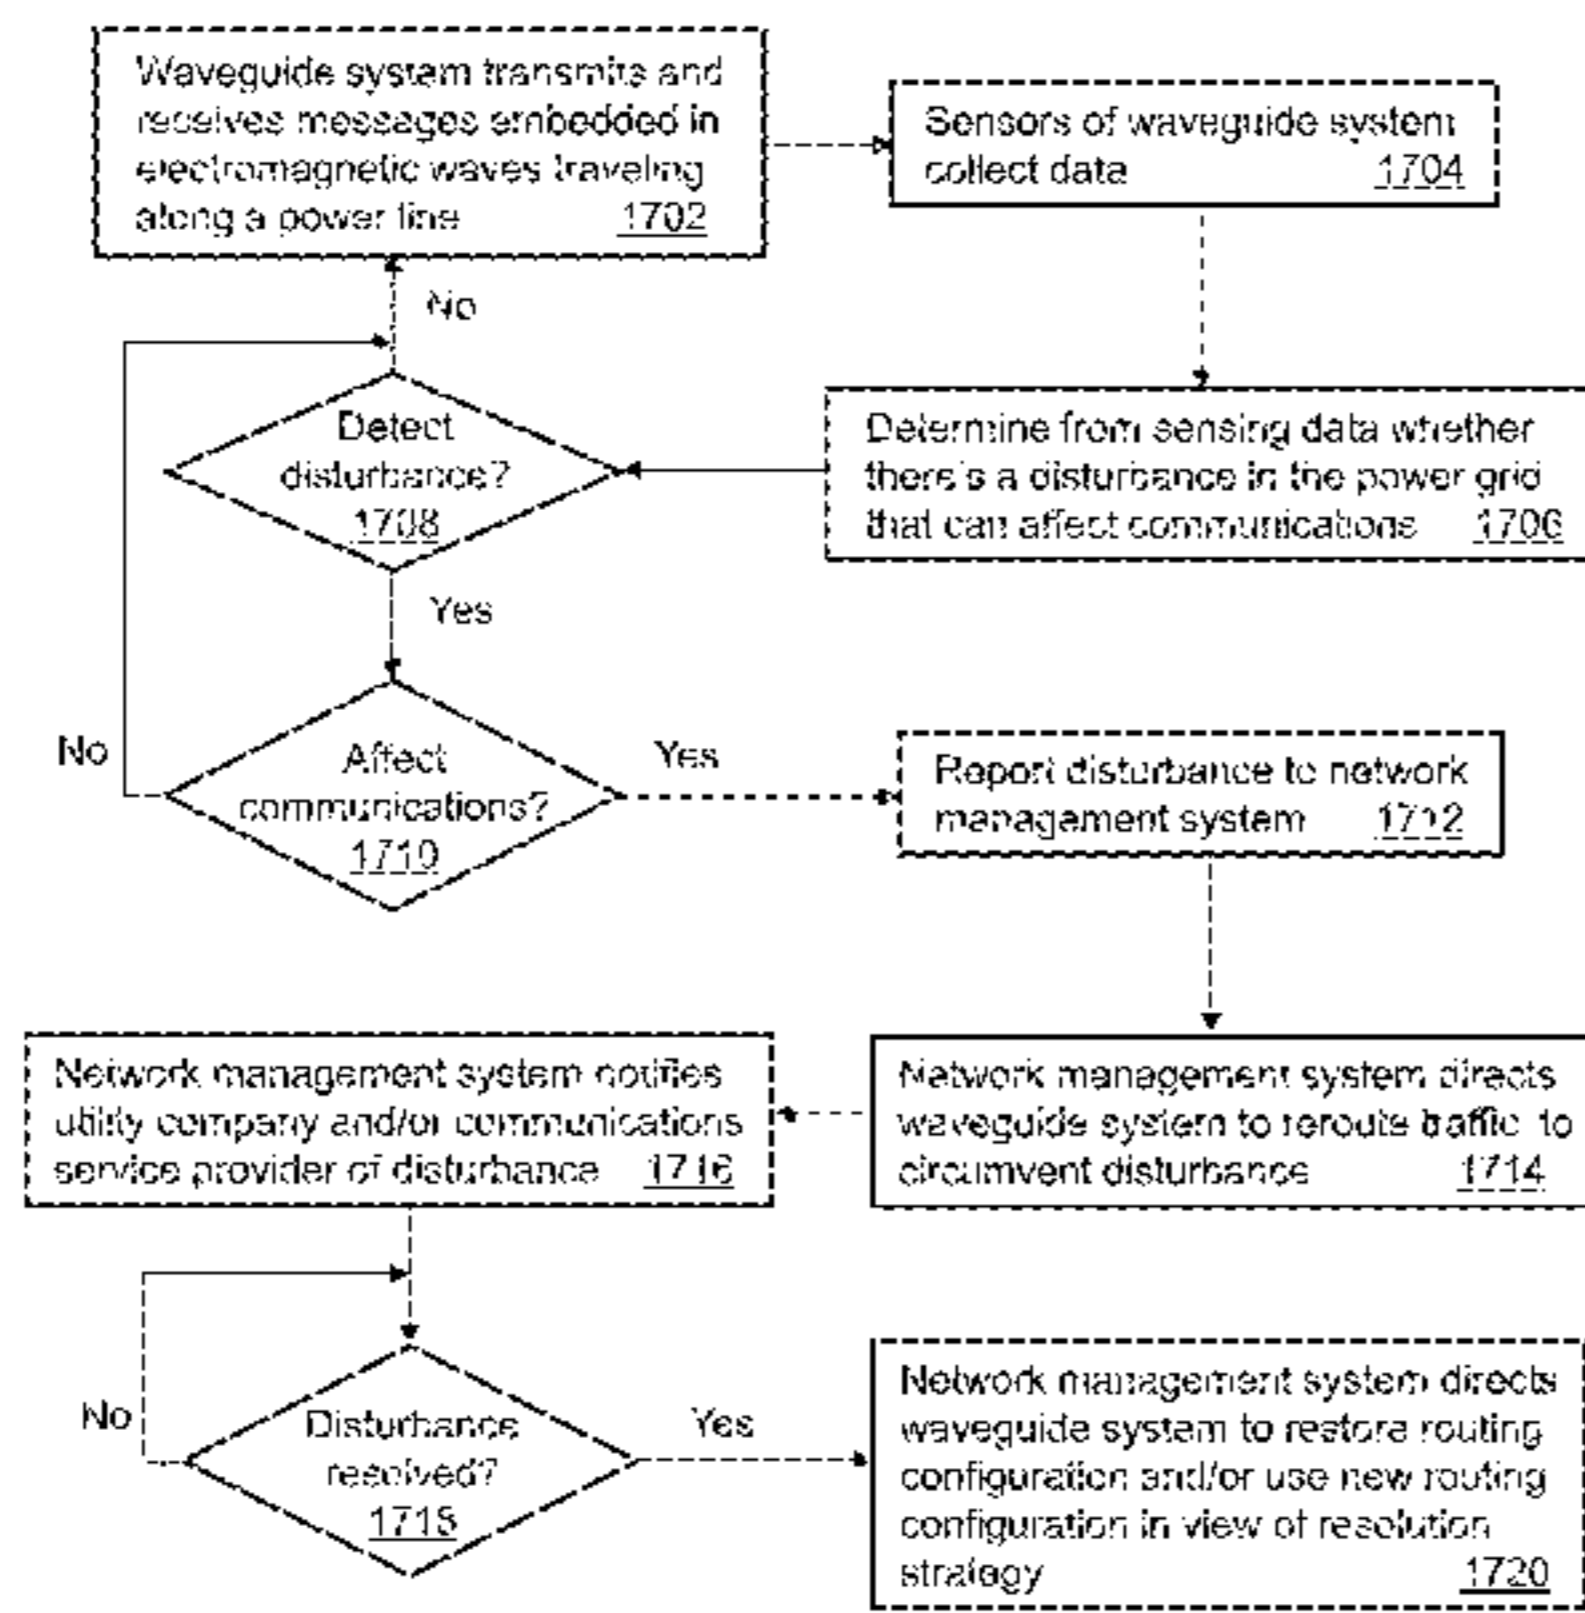 Waveguide system transmits and
receives messages embedded in
electromagnetic waves traveling
along a power line 1702
Sensors of waveguide system
collect data 1704
No
Detect
disturbance?
1708
Determine from sensing data whether
there's a disturbance in the power grid
that can affect communications 1706
Yes
No
Affect
communications?
1710
Yes
Report disturbance to network
management system 1712
Network management system notifies
utility company and/or communications
service provider of disturbance 1716
Network management system directs
waveguide system to reroute traffic to
circumvent disturbance 1714
No
Disturbance
resolved?
1718
Yes
Network management system directs
waveguide system to restore routing
configuration and/or use new routing
configuration in view of resolution
strategy 1720